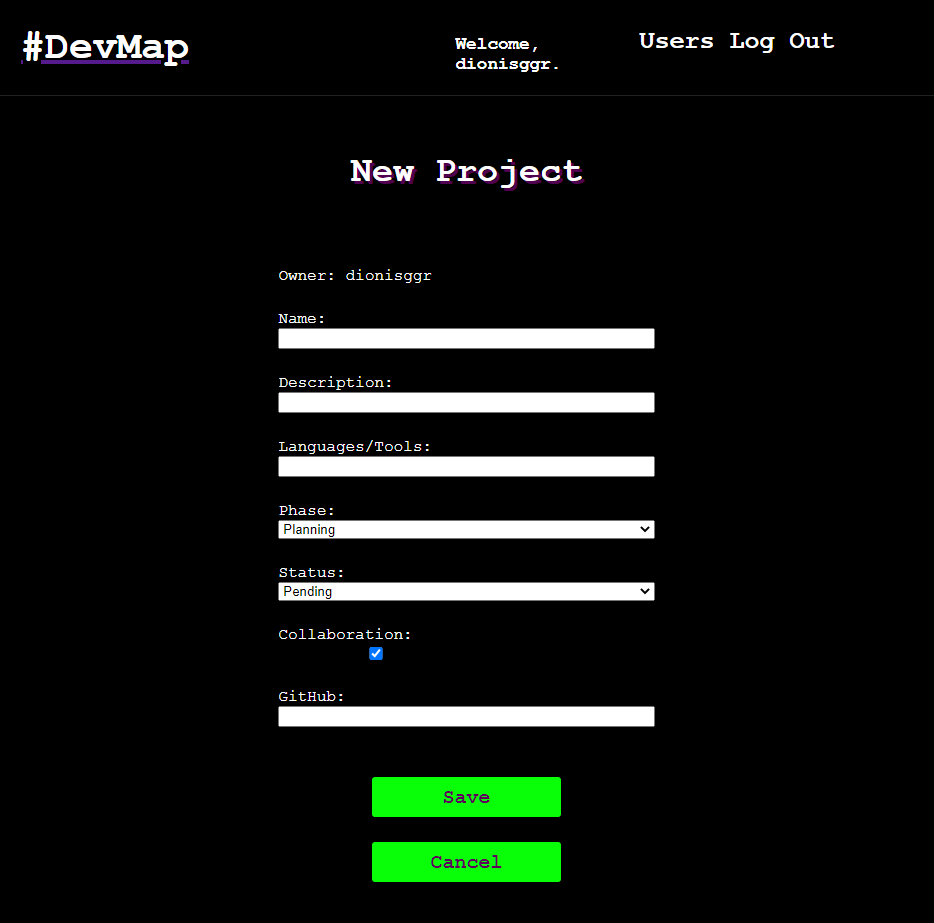 #DevMap
Welcome,
dionisggr.
Users Log Out
New Project
Owner: dionisggr
Name:
Description:
Languages/Tools:
Phase:
Planning
Status:
Pending
Collaboration:
GitHub:
Save
Cancel